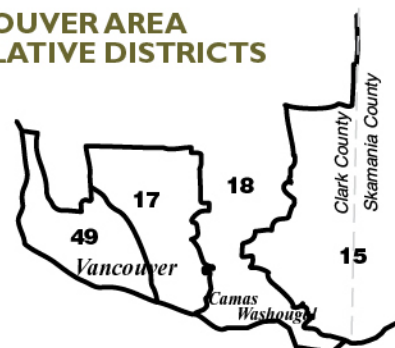 OUVER AREA
LATIVE DISTRICTS
Clark County
Skamania County
18
17
49
15
Vancouver
Camas
Washougal